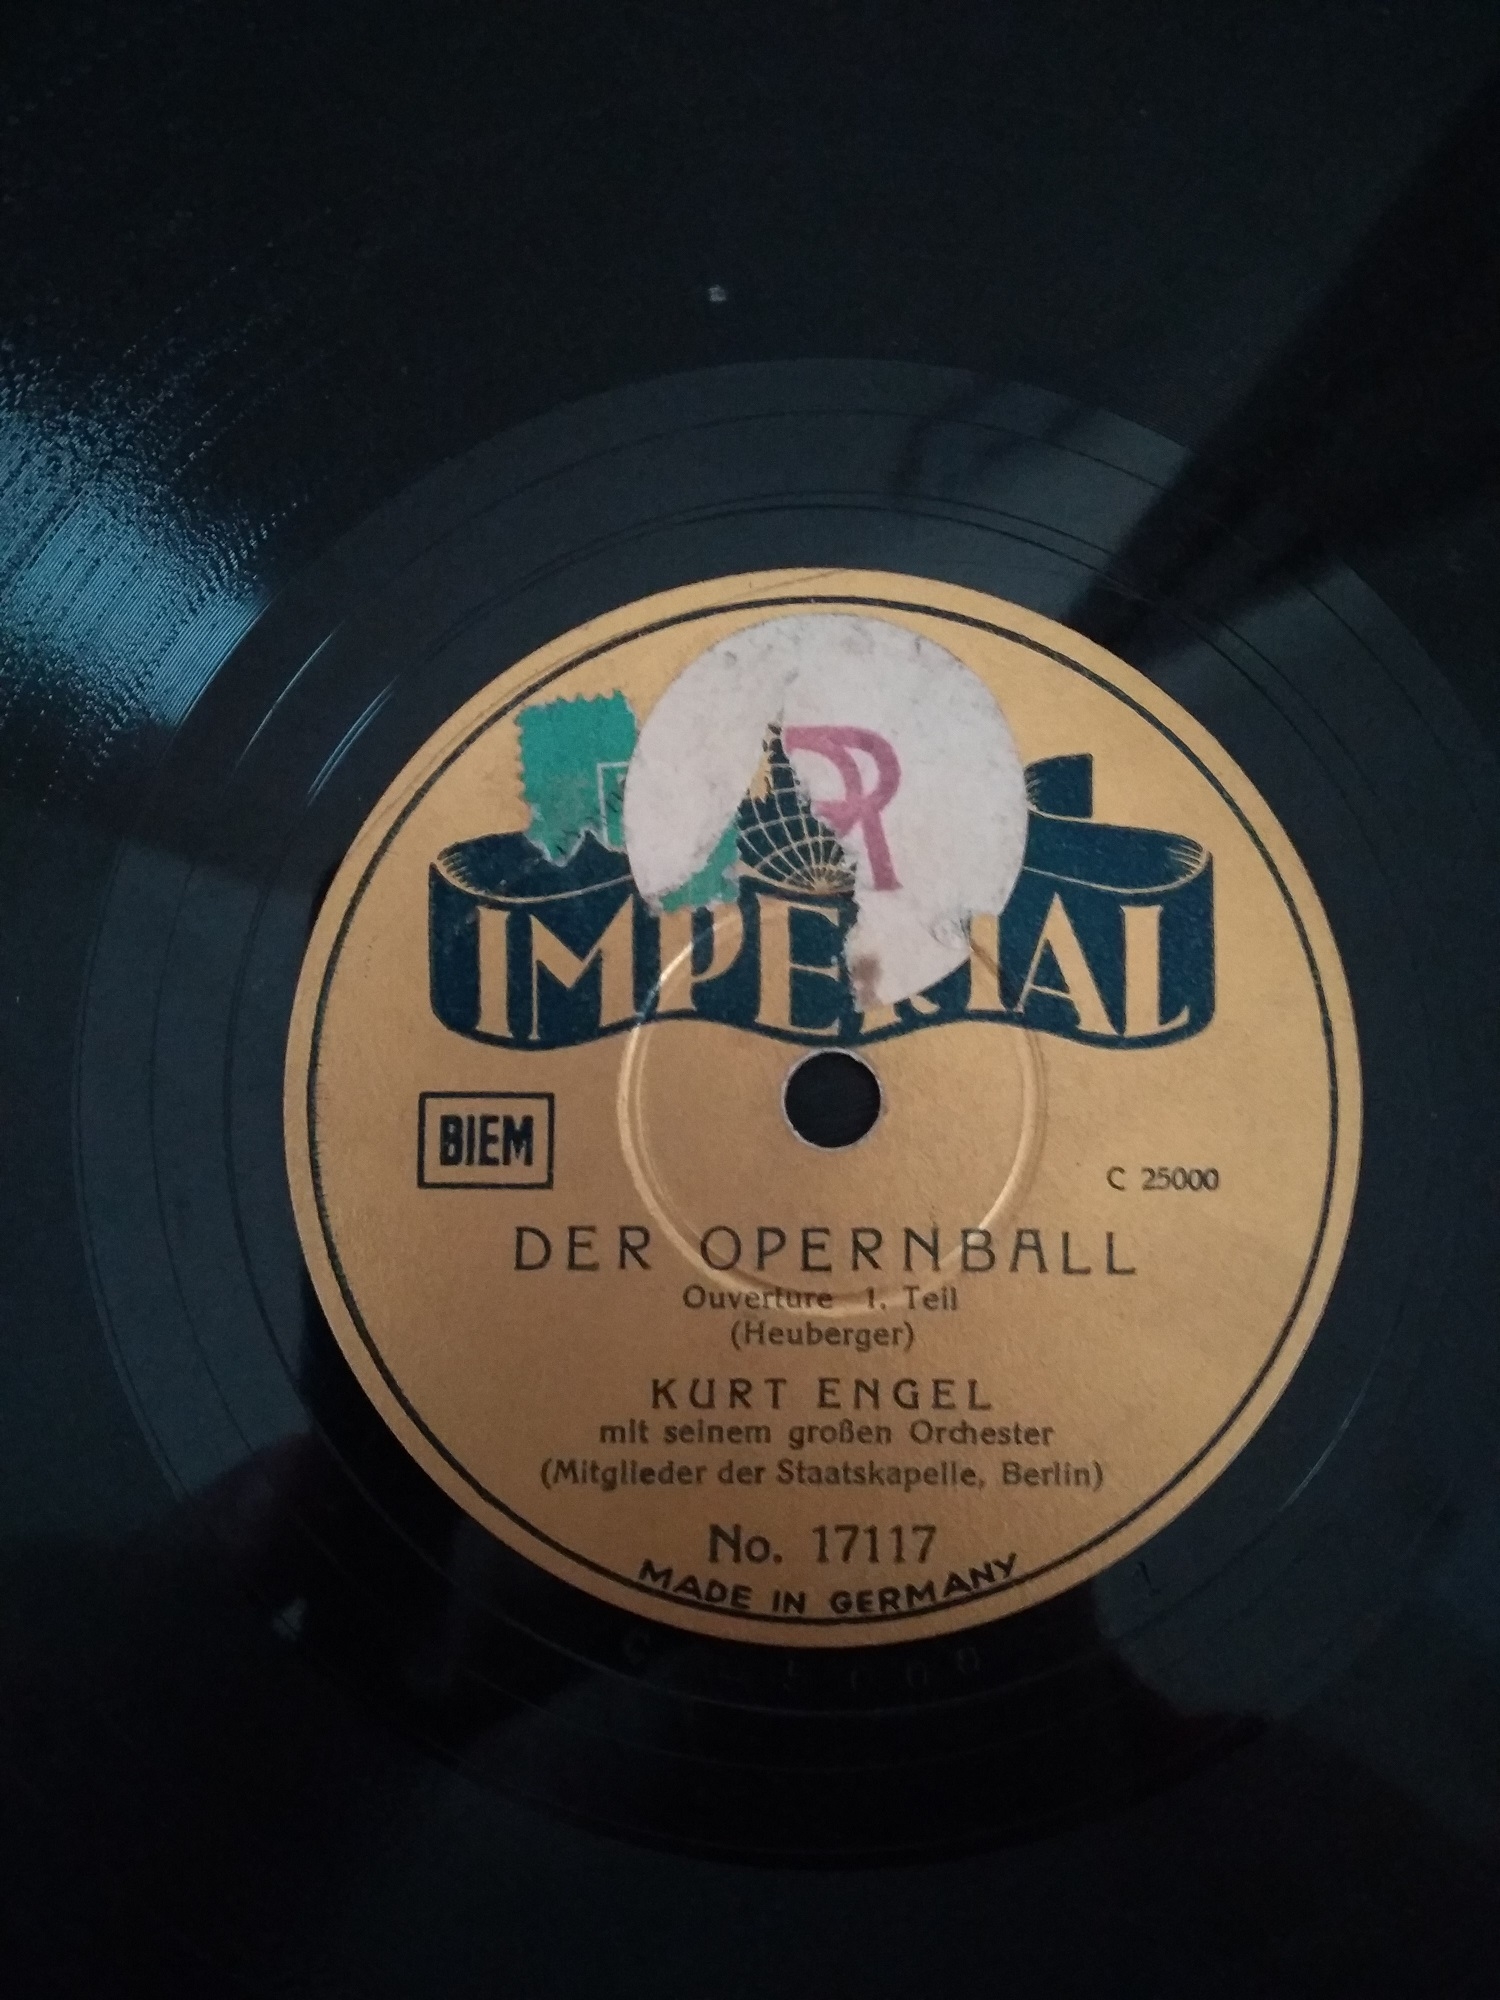 R
IMPERIAL
BIEM
C 25000
DER OPERNBALL
Ouverture 1. Teil
(Heuberger)
KURT ENGEL
mit seinem großen Orchester
(Mitglieder der Staatskapelle, Berlin)
No. 17117
MADE IN GERMANY